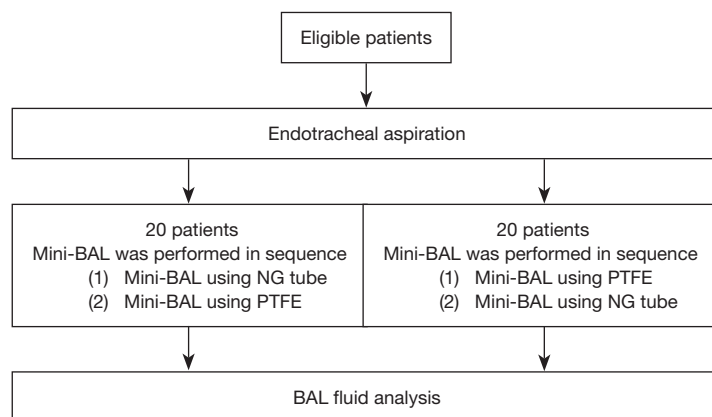 Eligible patients
Endotracheal aspiration
20 patients
Mini-BAL was performed in sequence
(1) Mini-BAL using NG tube
(2) Mini-BAL using PTFE
20 patients
Mini-BAL was performed in sequence
(1) Mini-BAL using PTFE
(2) Mini-BAL using NG tube
BAL fluid analysis